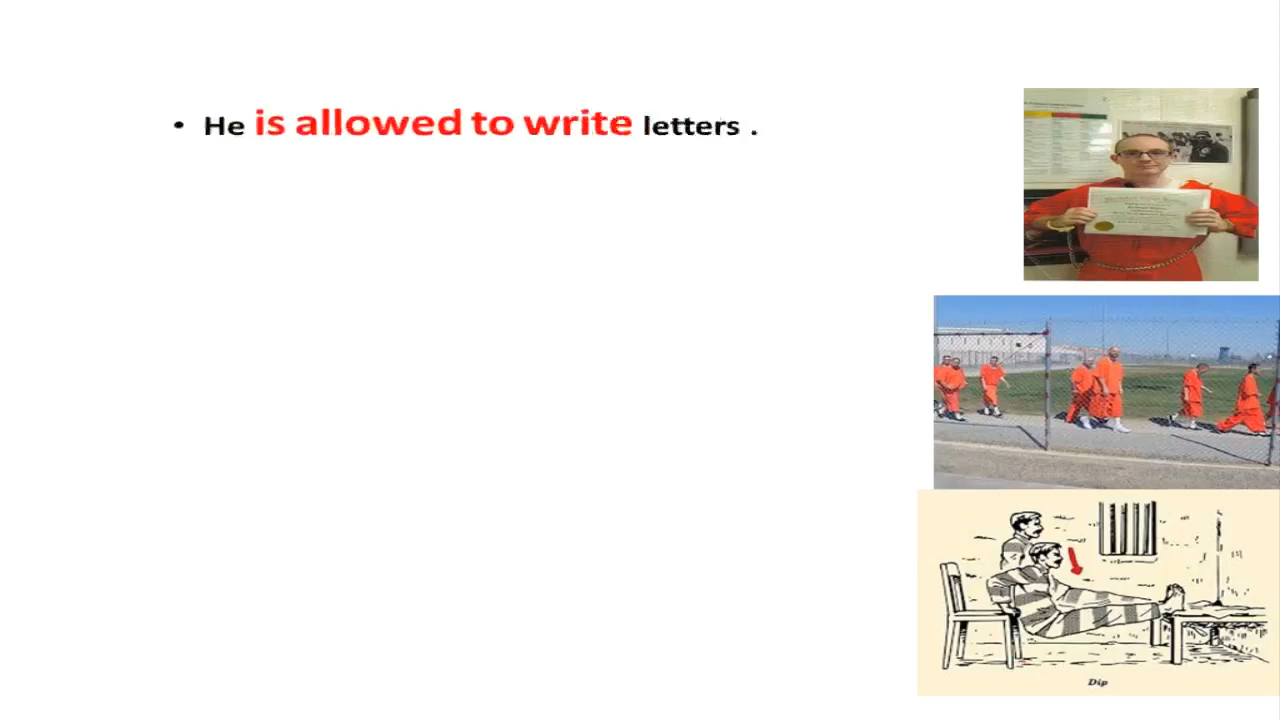 • He is allowed to write letters .
Dip